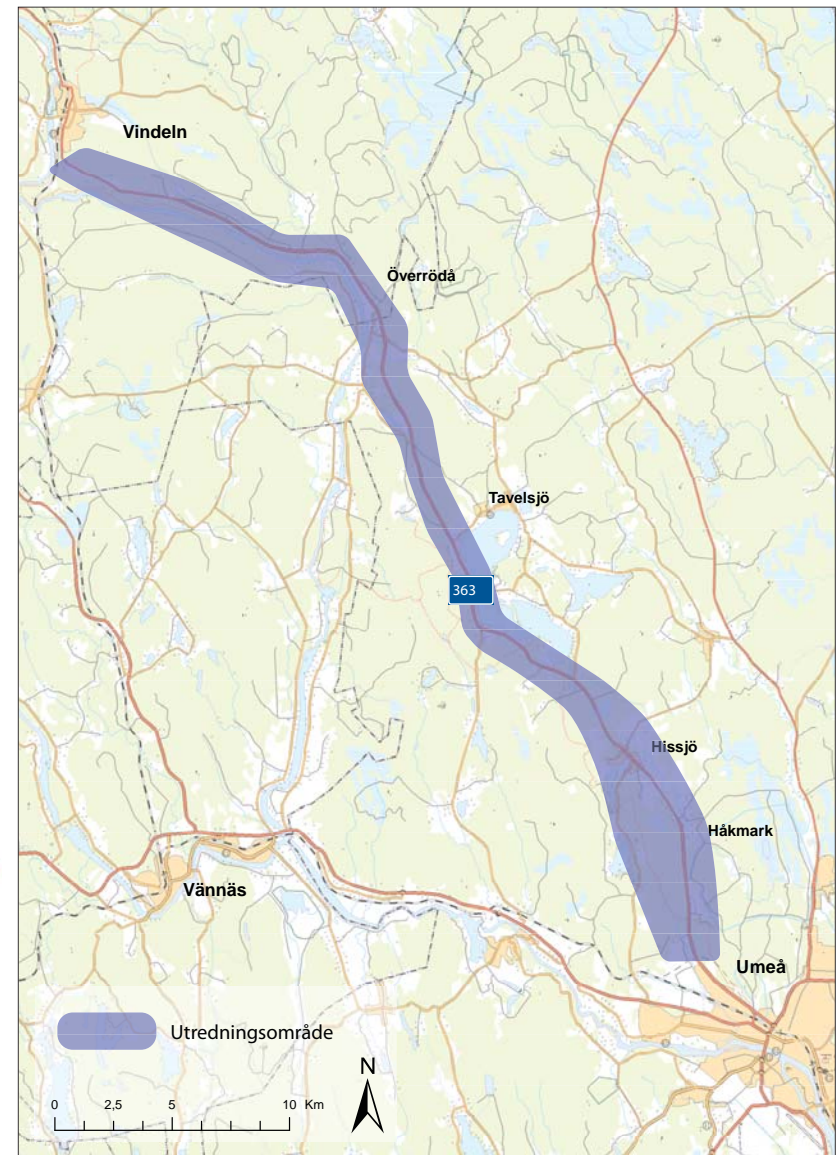 Vindeln
Överrödå
Tavelsjö
363
Hissjö
Håkmark
Vännäs
Umeå
Utredningsområde
N
0 2,5 5 10 Km